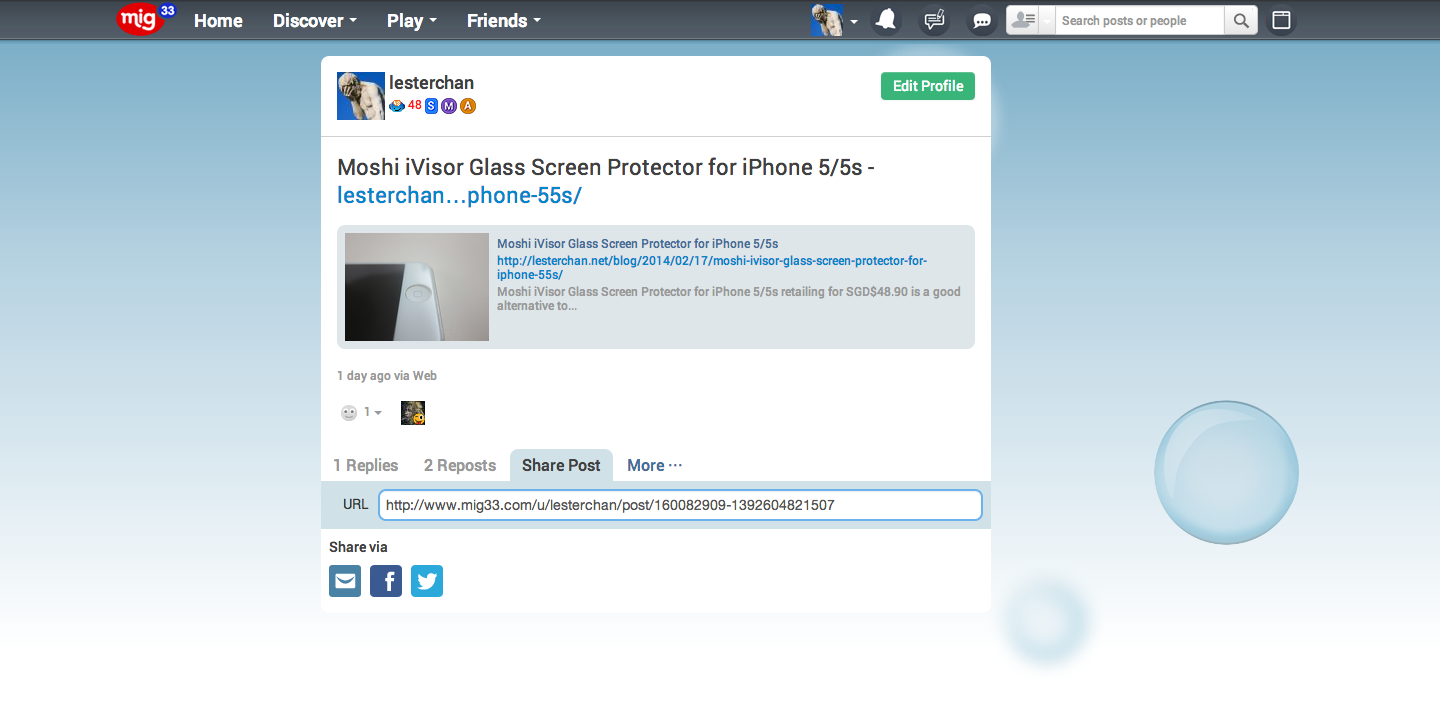 mig33 Home Discover Play Friends Search posts or people
lesterchan
48 S M A
Edit Profile
Moshi iVisor Glass Screen Protector for iPhone 5/5s -
lesterchan...phone-55s/
Moshi iVisor Glass Screen Protector for iPhone 5/5s
http://lesterchan.net/blog/2014/02/17/moshi-ivisor-glass-screen-protector-for-
iphone-55s/
Moshi iVisor Glass Screen Protector for iPhone 5/5s retailing for SGD$48.90 is a good
alternative to...
1 day ago via Web
1
1 Replies 2 Reposts Share Post More ···
URL http://www.mig33.com/u/lesterchan/post/160082909-1392604821507
Share via